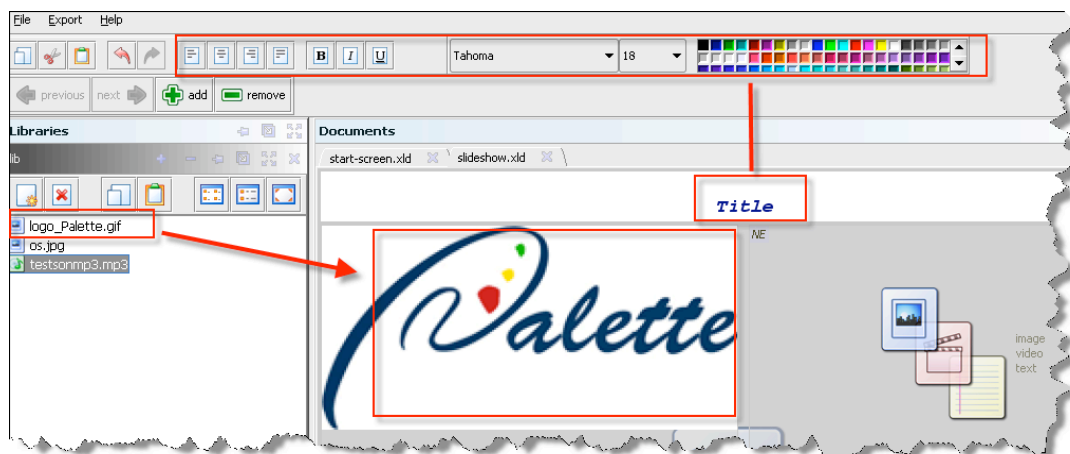 File Export Help
B I U Tahoma 18
previous next add remove
Libraries
Documents
lib
start-screen.xld slideshow.xld
Title
logo_Palette.gif
os.jpg
testsonmp3.mp3
NE
Palette
image
video
text